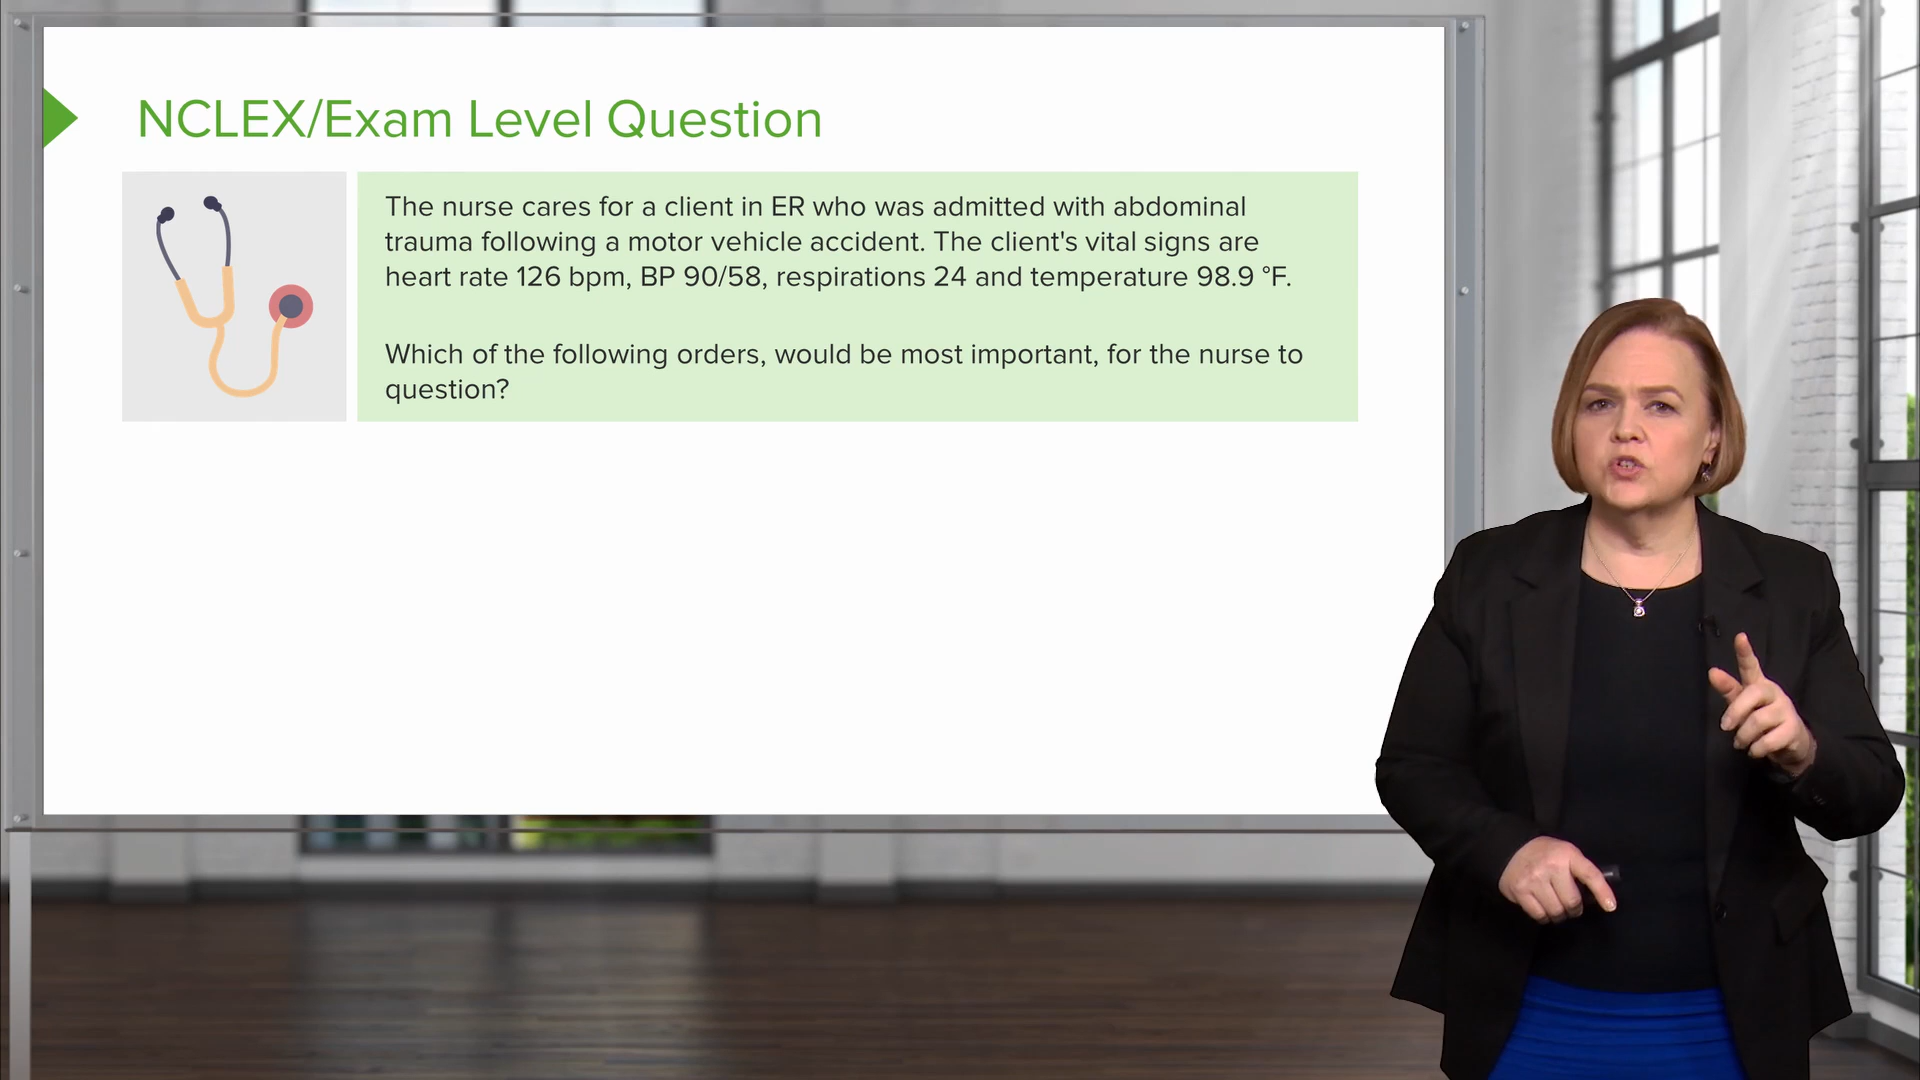 NCLEX/Exam Level Question
The nurse cares for a client in ER who was admitted with abdominal
trauma following a motor vehicle accident. The client's vital signs are
heart rate 126 bpm, BP 90/58, respirations 24 and temperature 98.9 °F.
Which of the following orders, would be most important, for the nurse to
question?